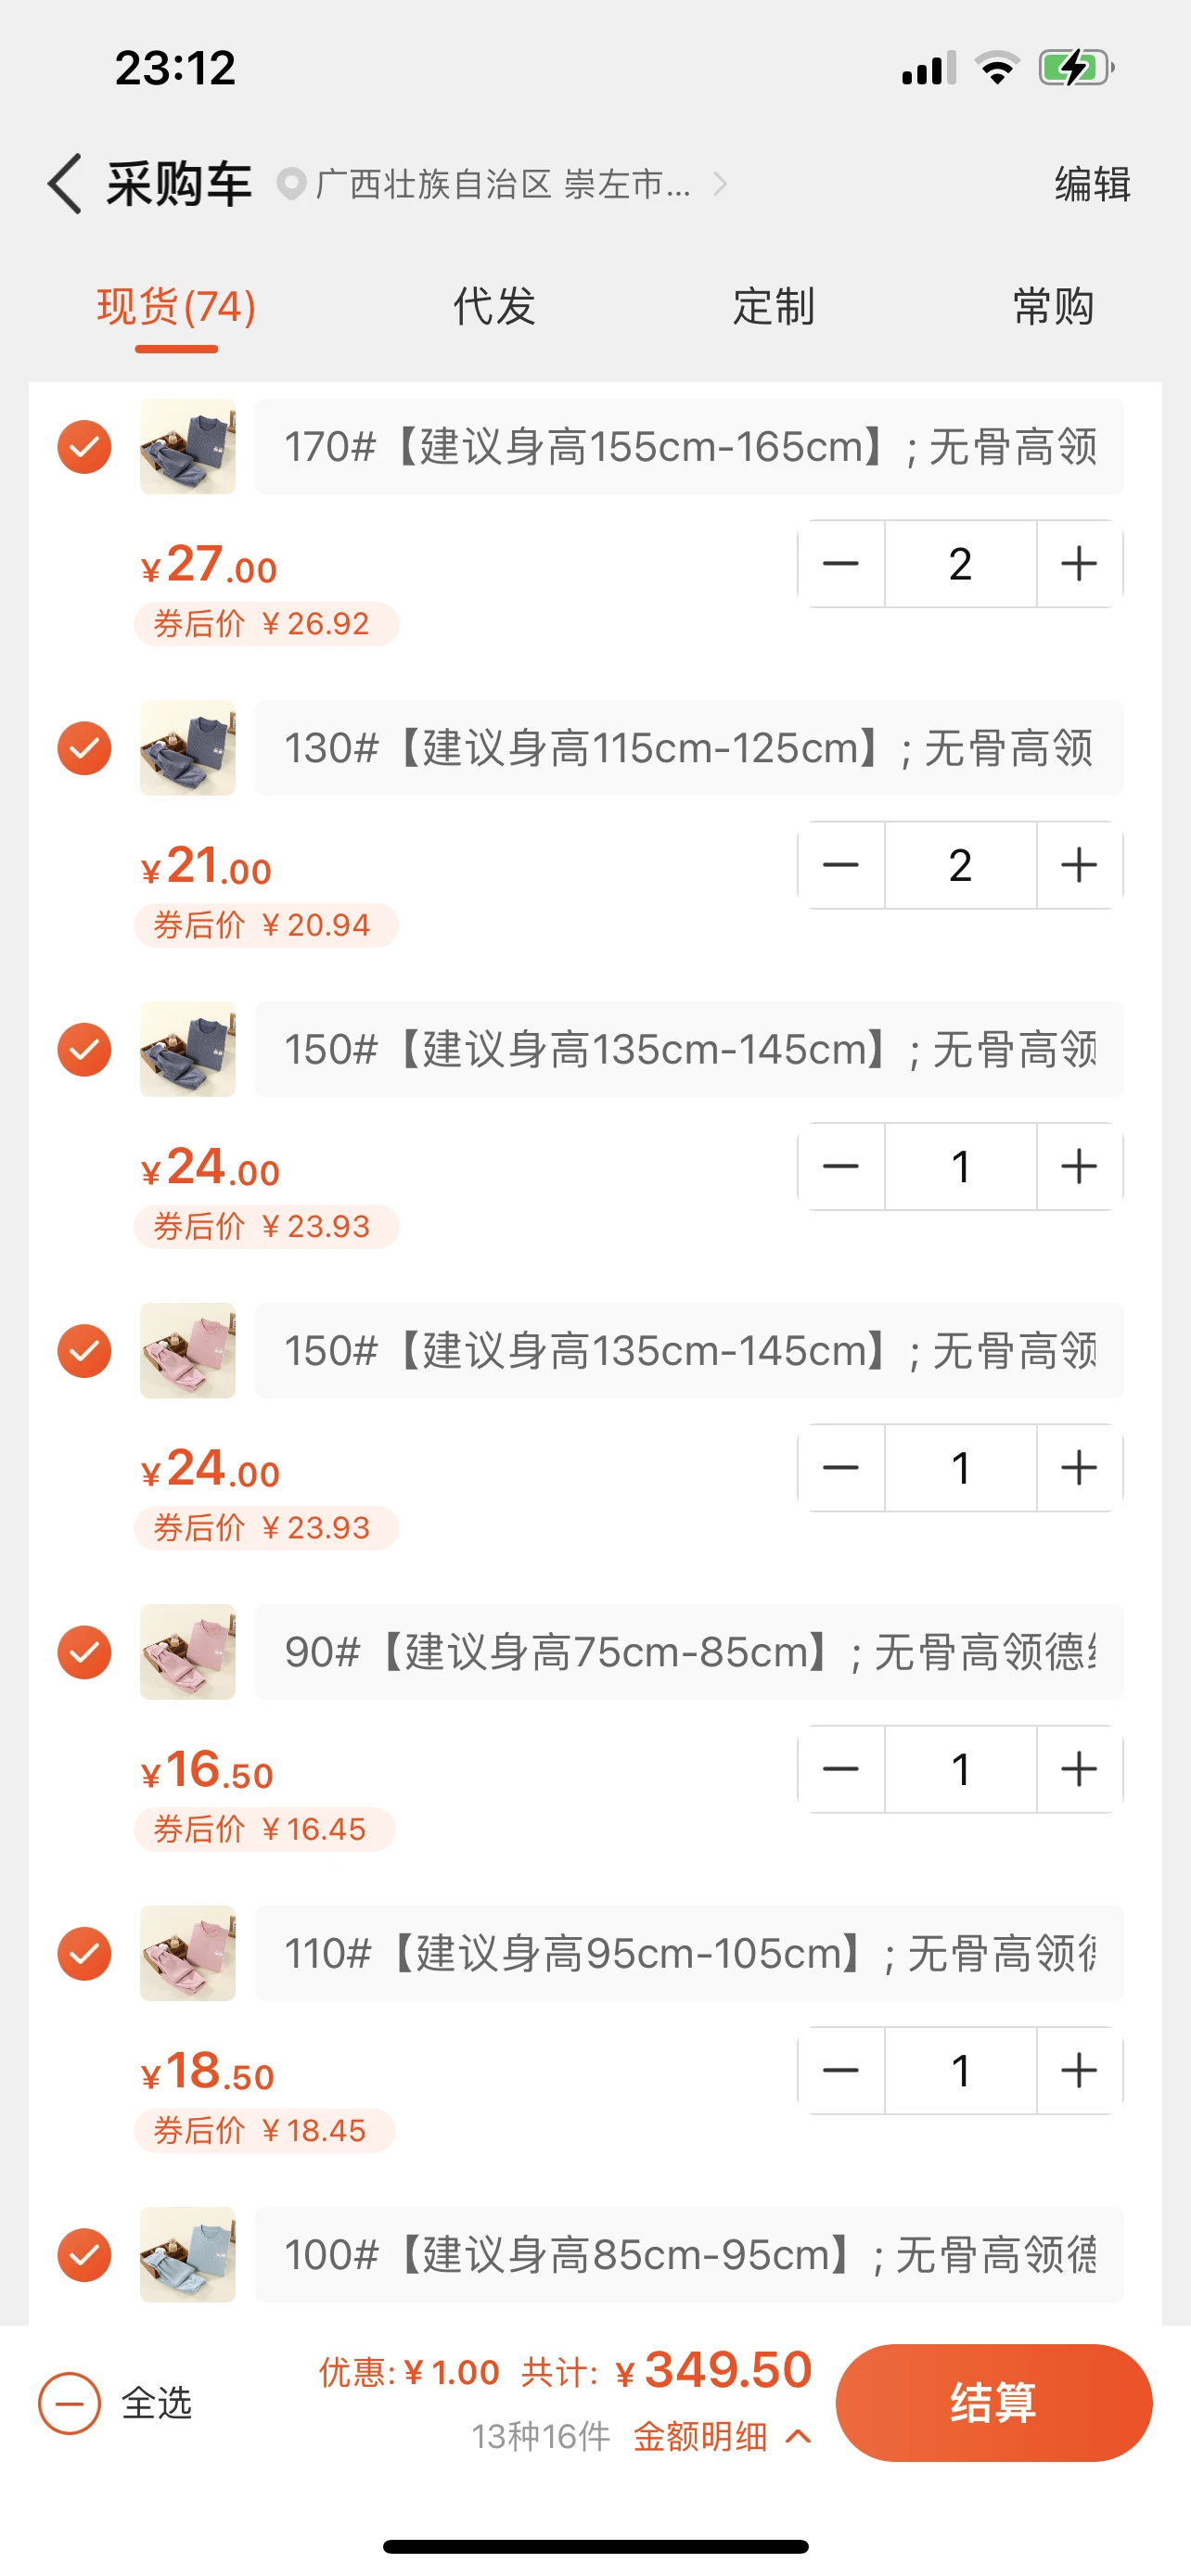 23:12
采购车 广西壮族自治区 崇左市... 编辑
现货(74) 代发 定制 常购
170#【建议身高155cm-165cm】; 无骨高领
¥27.00 2
券后价 ¥26.92
130#【建议身高115cm-125cm】; 无骨高领
¥21.00 2
券后价 ¥20.94
150#【建议身高135cm-145cm】; 无骨高领
¥24.00 1
券后价 ¥23.93
150#【建议身高135cm-145cm】; 无骨高领
¥24.00 1
券后价 ¥23.93
90#【建议身高75cm-85cm】; 无骨高领德
¥16.50 1
券后价 ¥16.45
110#【建议身高95cm-105cm】; 无骨高领
¥18.50 1
券后价 ¥18.45
100#【建议身高85cm-95cm】; 无骨高领德
全选 优惠: ¥1.00 共计: ¥349.50 结算
13种16件 金额明细